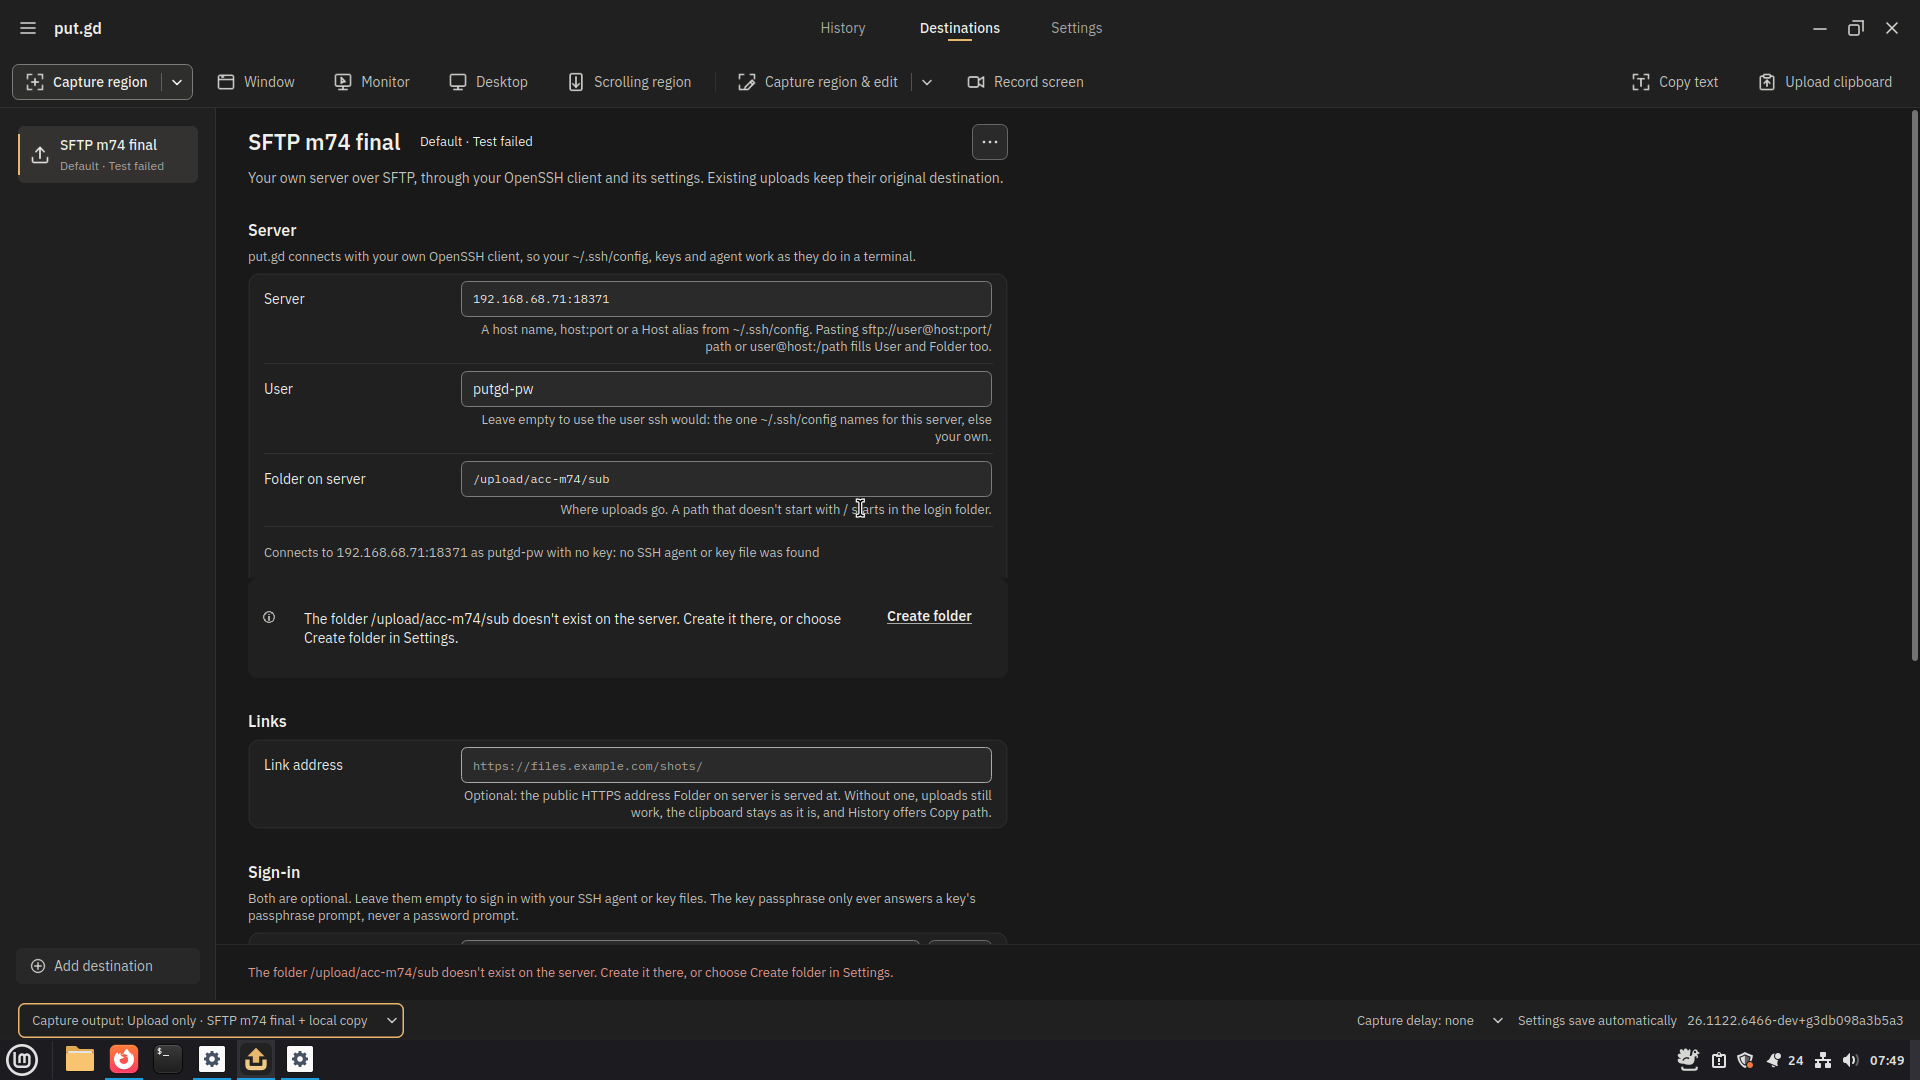 put.gd
History
Destinations
Settings
Capture region
Window
Monitor
Desktop
Scrolling region
Capture region & edit
Record screen
Copy text
Upload clipboard
SFTP m74 final
Default · Test failed
SFTP m74 final
Default · Test failed
Your own server over SFTP, through your OpenSSH client and its settings. Existing uploads keep their original destination.
Server
put.gd connects with your own OpenSSH client, so your ~/.ssh/config, keys and agent work as they do in a terminal.
Server
192.168.68.71:18371
A host name, host:port or a Host alias from ~/.ssh/config. Pasting sftp://user@host:port/
path or user@host:/path fills User and Folder too.
User
putgd-pw
Leave empty to use the user ssh would: the one ~/.ssh/config names for this server, else
your own.
Folder on server
/upload/acc-m74/sub
Where uploads go. A path that doesn't start with / starts in the login folder.
Connects to 192.168.68.71:18371 as putgd-pw with no key: no SSH agent or key file was found
The folder /upload/acc-m74/sub doesn't exist on the server. Create it there, or choose
Create folder in Settings.
Create folder
Links
Link address
https://files.example.com/shots/
Optional: the public HTTPS address Folder on server is served at. Without one, uploads still
work, the clipboard stays as it is, and History offers Copy path.
Sign-in
Both are optional. Leave them empty to sign in with your SSH agent or key files. The key passphrase only ever answers a key's
passphrase prompt, never a password prompt.
Add destination
The folder /upload/acc-m74/sub doesn't exist on the server. Create it there, or choose Create folder in Settings.
Capture output: Upload only · SFTP m74 final + local copy
Capture delay: none
Settings save automatically
26.1122.6466-dev+g3db098a3b5a3
24
07:49